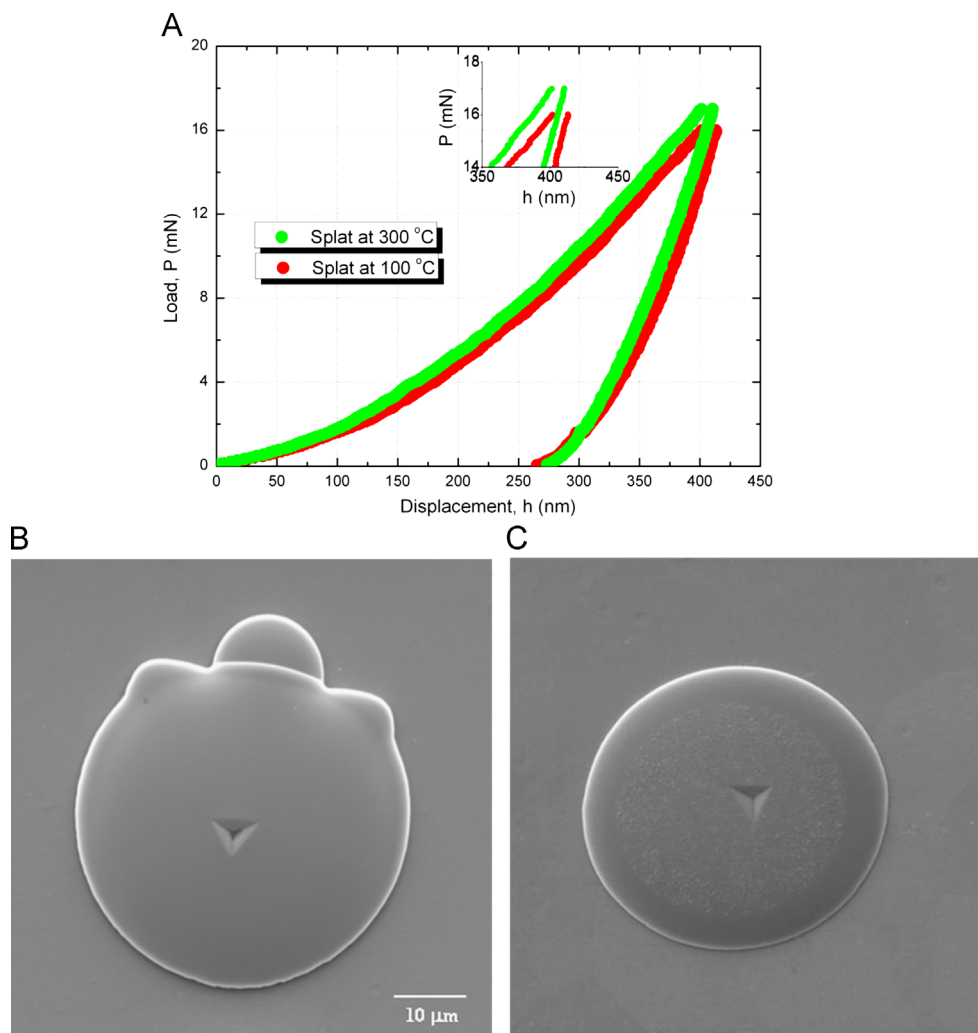 A
20
16
12
8
4
0
Load, P (mN)
18
16
14
P (mN)
350
400
450
h (nm)
Splat at 300 °C
Splat at 100 °C
0
50
100
150
200
250
300
350
400
450
Displacement, h (nm)
B
C
10 μm